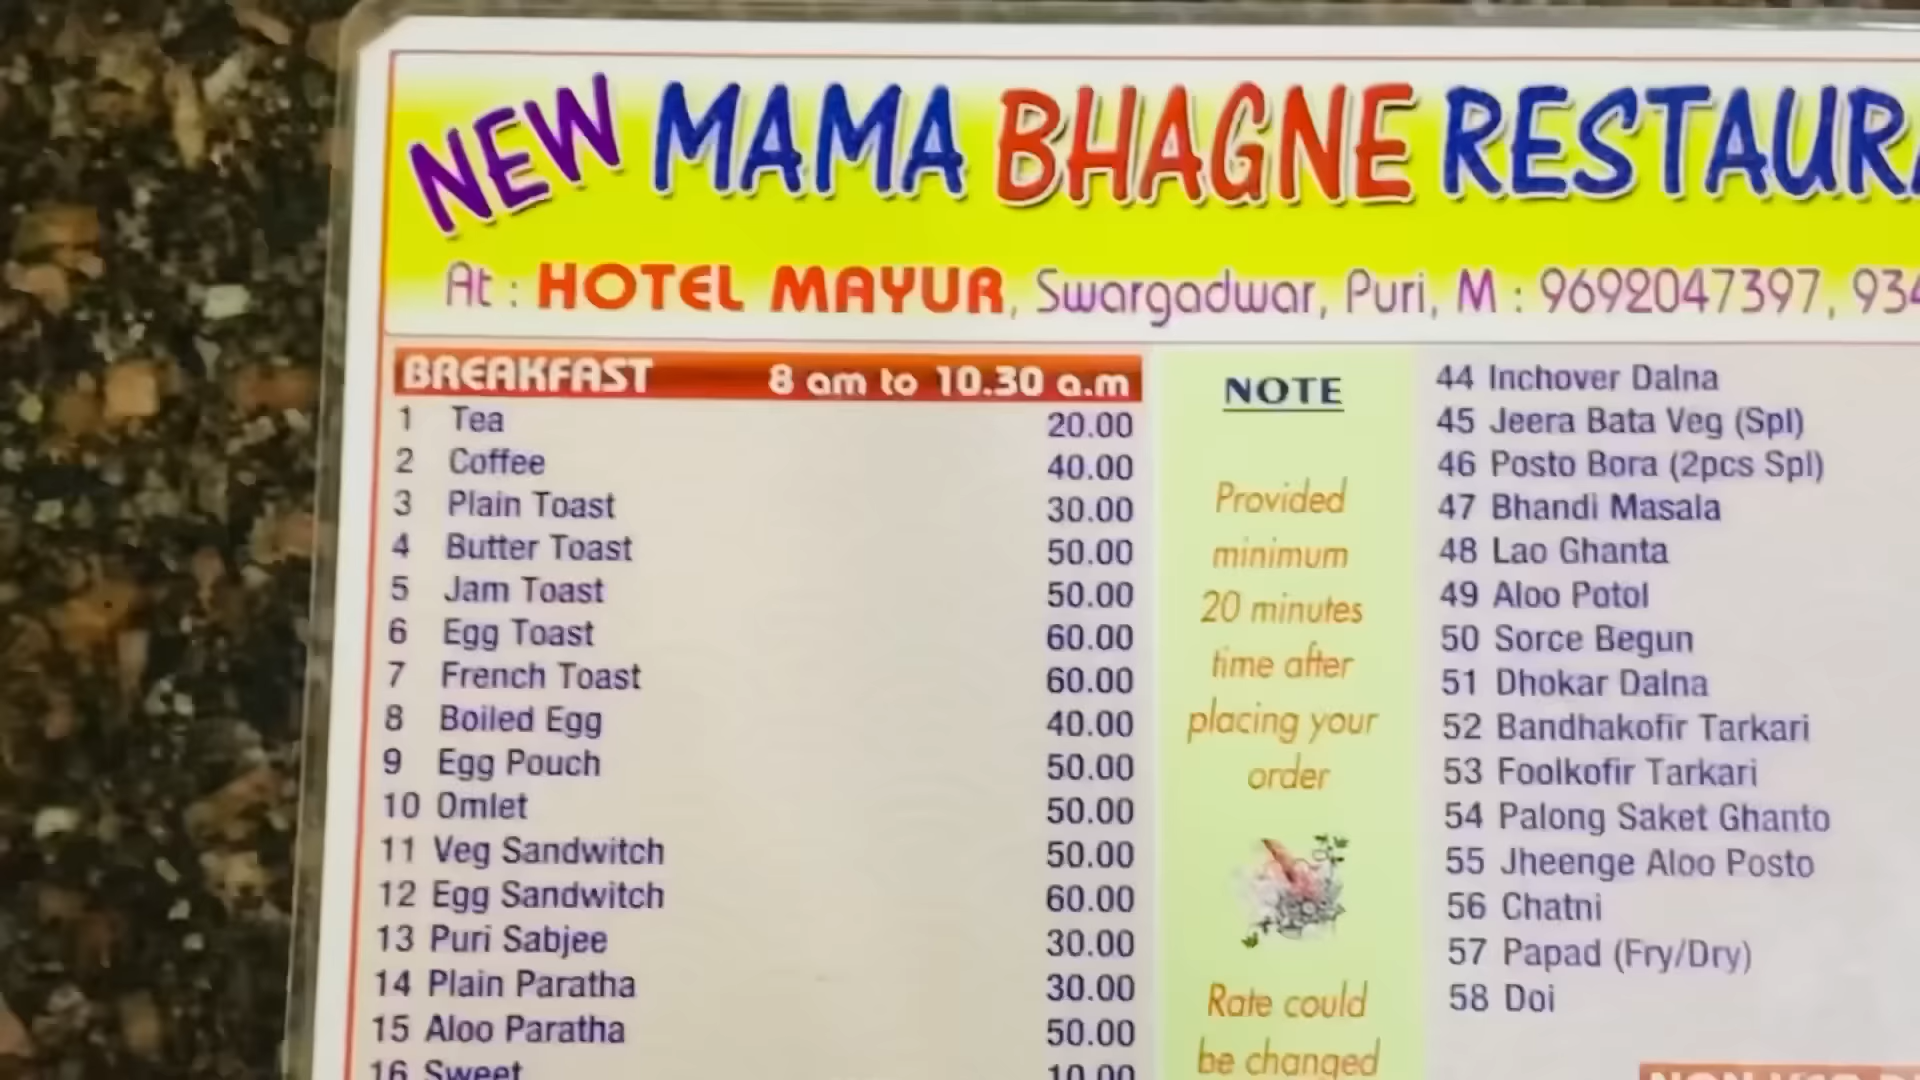 NEW MAMA BHAGNE
At : HOTEL MAYUR, Swargadwar, Puri, M : 9692047397,
BREAKFAST 8 am to 10.30 a.m
1 Tea 20.00
2 Coffee 40.00
3 Plain Toast 30.00
4 Butter Toast 50.00
5 Jam Toast 50.00
6 Egg Toast 60.00
7 French Toast 60.00
8 Boiled Egg 40.00
9 Egg Pouch 50.00
10 Omlet 50.00
11 Veg Sandwitch 50.00
12 Egg Sandwitch 60.00
13 Puri Sabjee 30.00
14 Plain Paratha 30.00
15 Aloo Paratha 50.00
16 Sweet 10.00
NOTE
Provided
minimum
20 minutes
time after
placing your
order
Rate could
be changed
44 Inchover Dalna
45 Jeera Bata Veg (Spl)
46 Posto Bora (2pcs Spl)
47 Bhandi Masala
48 Lao Ghanta
49 Aloo Potol
50 Sorce Begun
51 Dhokar Dalna
52 Bandhakofir Tarkari
53 Foolkofir Tarkari
54 Palong Saket Ghanto
55 Jheenge Aloo Posto
56 Chatni
57 Papad (Fry/Dry)
58 Doi